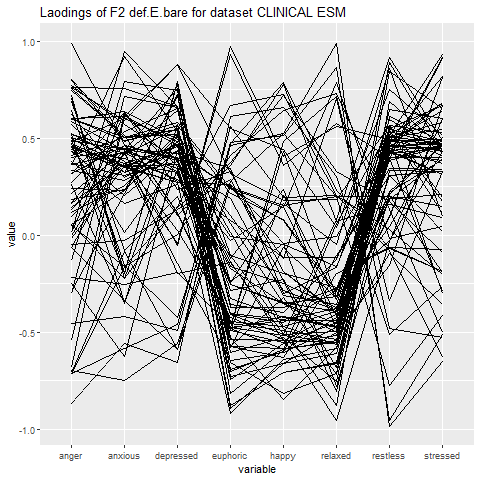 Laodings of F2 def.E.bare for dataset CLINICAL ESM
1.0
0.5
0.0
-0.5
-1.0
value
anger anxious depressed euphoric happy relaxed restless stressed
variable